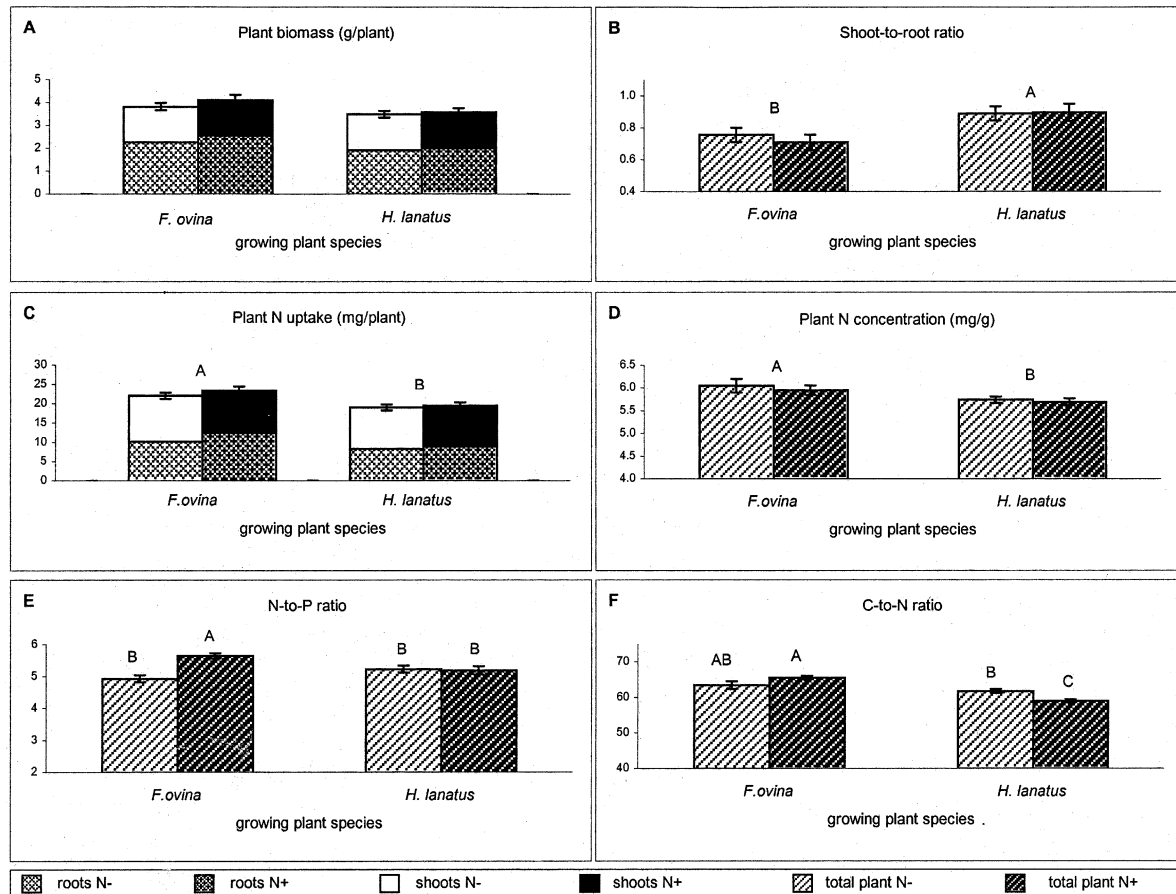 A
Plant biomass (g/plant)
5
4
3
2
1
0
F. ovina
H. lanatus
growing plant species
B
Shoot-to-root ratio
1.0
0.8
0.6
0.4
B
A
F.ovina
H. lanatus
growing plant species
C
Plant N uptake (mg/plant)
30
25
20
15
10
5
0
A
B
F.ovina
H. lanatus
growing plant species
D
Plant N concentration (mg/g)
6.5
6.0
5.5
5.0
4.5
4.0
A
B
F.ovina
H. lanatus
growing plant species
E
N-to-P ratio
6
5
4
3
2
B
A
B
B
F.ovina
H. lanatus
growing plant species
F
C-to-N ratio
70
60
50
40
AB
A
B
C
F.ovina
H. lanatus
growing plant species .
roots N- roots N+ shoots N- shoots N+ total plant N- total plant N+